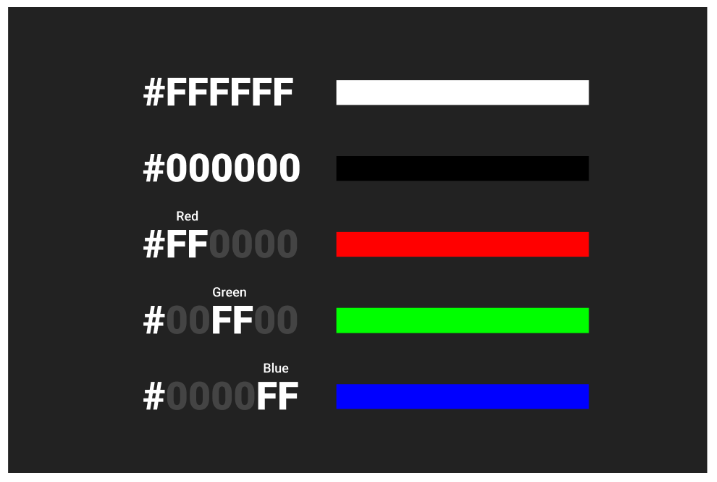 #FFFFFF
#000000
Red
#FF0000
Green
#00FF00
Blue
#0000FF